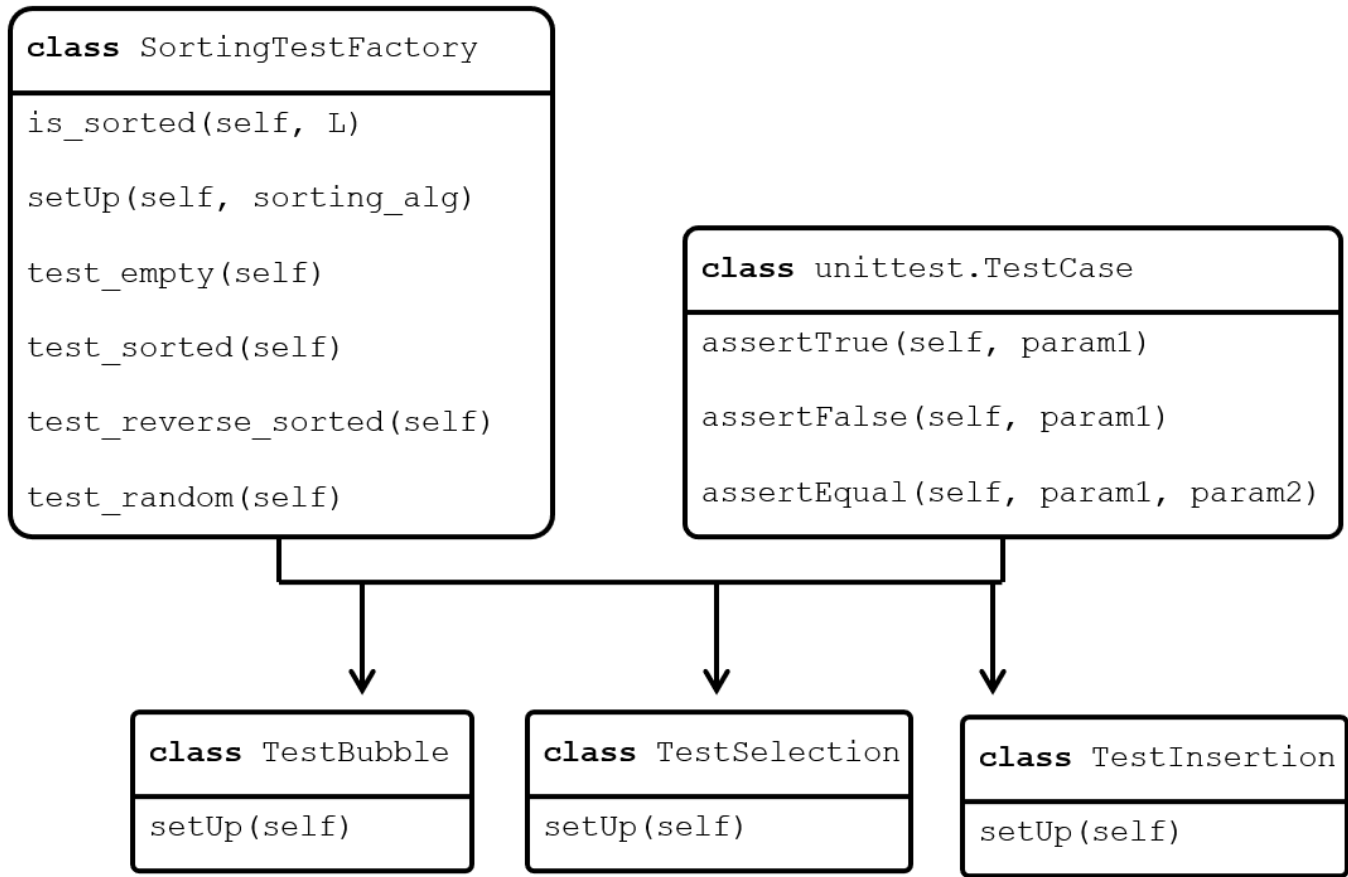 class SortingTestFactory
is_sorted(self, L)
setUp(self, sorting_alg)
test_empty(self)
test_sorted(self)
test_reverse_sorted(self)
test_random(self)
class unittest.TestCase
assertTrue(self, param1)
assertFalse(self, param1)
assertEqual(self, param1, param2)
class TestBubble
setUp(self)
class TestSelection
setUp(self)
class TestInsertion
setUp(self)